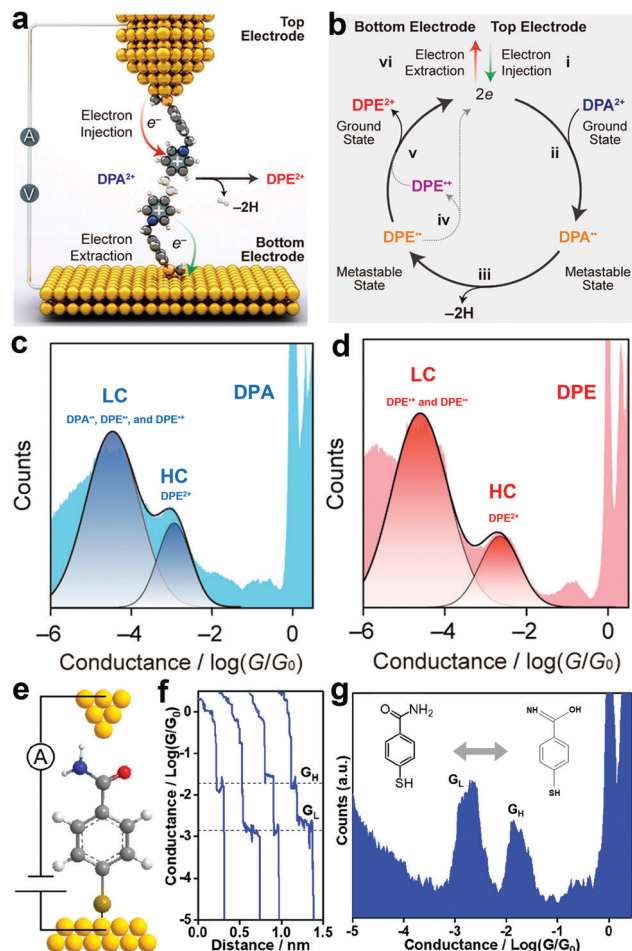 a
Top
Electrode
Electron
Injection
e⁻
A
DPA²⁺
DPE²⁺
–2H
V
Electron
Extraction
e⁻
Bottom
Electrode
b
Bottom Electrode
Top Electrode
vi
Electron
Extraction
Electron
Injection
i
2e
DPE²⁺
DPA²⁺
Ground
State
Ground
State
v
ii
DPE•⁺
iv
DPE••
DPA••
Metastable
State
iii
Metastable
State
–2H
c
LC
DPA
DPA••, DPE••, and DPE•⁺
HC
DPE²⁺
Counts
–6
–4
–2
0
Conductance / log(G/G₀)
d
LC
DPE
DPE•⁺ and DPE••
HC
DPE²⁺
Counts
–6
–4
–2
0
Conductance / log(G/G₀)
e
A
f
Conductance / Log(G/G₀)
0
-1
-2
-3
-4
-5
G_H
G_L
0.0
0.5
1.0
1.5
Distance / nm
g
O
NH₂
SH
NH
OH
SH
G_L
G_H
Counts (a.u.)
-5
-4
-3
-2
-1
0
Conductance / Log(G/G₀)